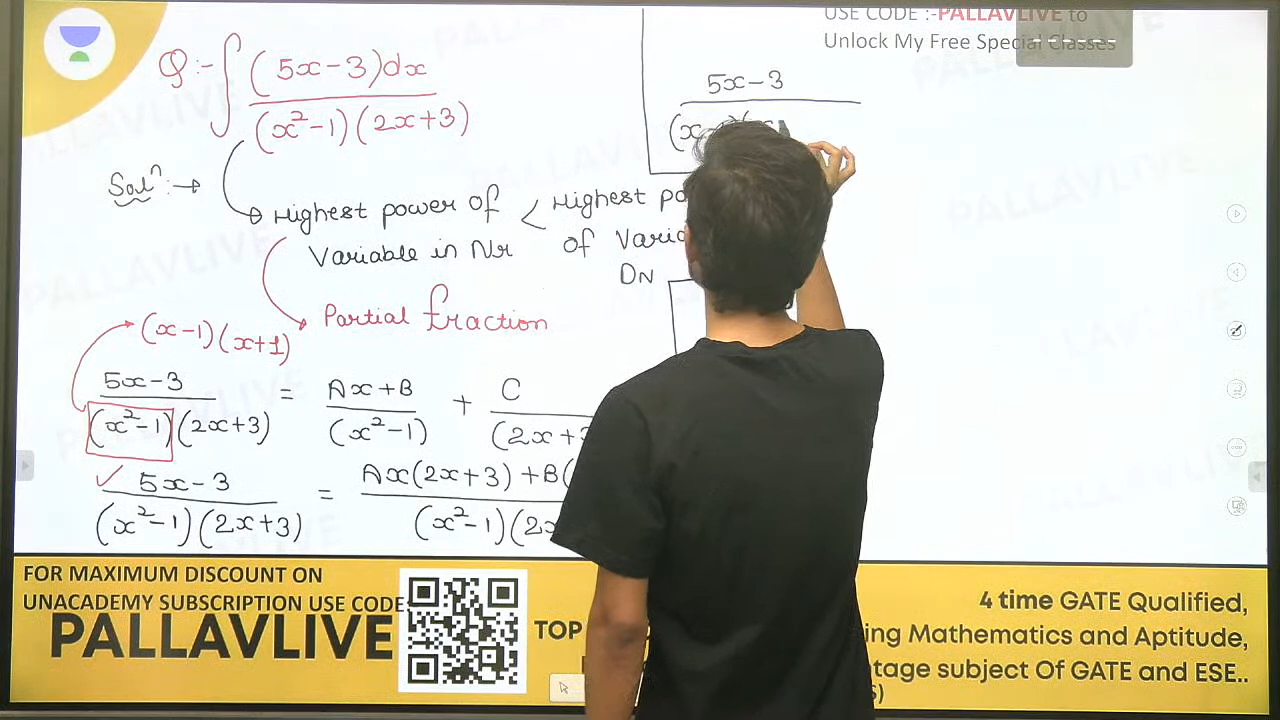 USE CODE :-PALLAVLIVE to
Unlock My Free Special Classes
Q:- ∫ (5x-3)dx
(x²-1)(2x+3)
Solⁿ:→
Highest power of < Highest
Variable in Nr of
DN
Partial fraction
(x-1)(x+1)
5x-3 = Ax+B + C
(x²-1)(2x+3) (x²-1)
5x-3 = Ax(2x+3)+B
(x²-1)(2x+3) (x²-1)
5x-3
FOR MAXIMUM DISCOUNT ON
UNACADEMY SUBSCRIPTION USE CODE:
PALLAVLIVE
TOP
4 time GATE Qualified,
ing Mathematics and Aptitude,
tage subject Of GATE and ESE..